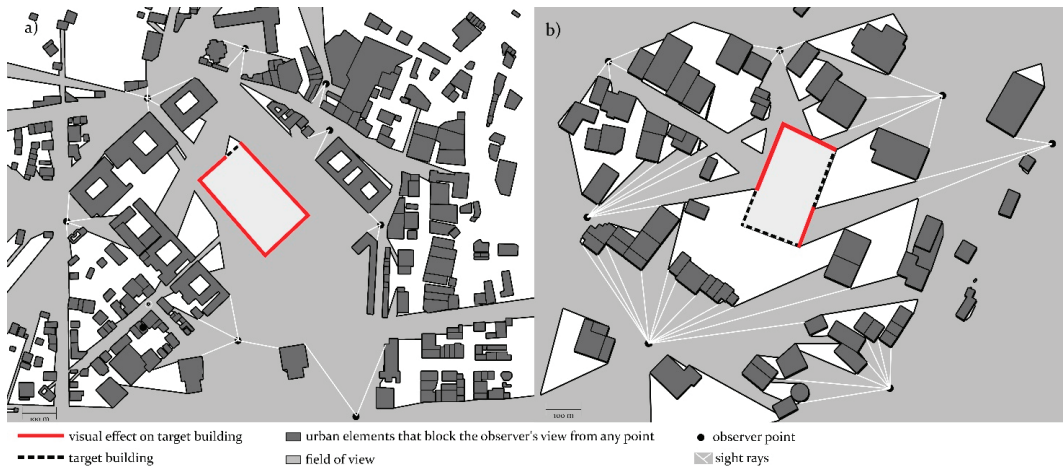 a)
b)
100 m
100 m
visual effect on target building
urban elements that block the observer's view from any point
observer point
target building
field of view
sight rays